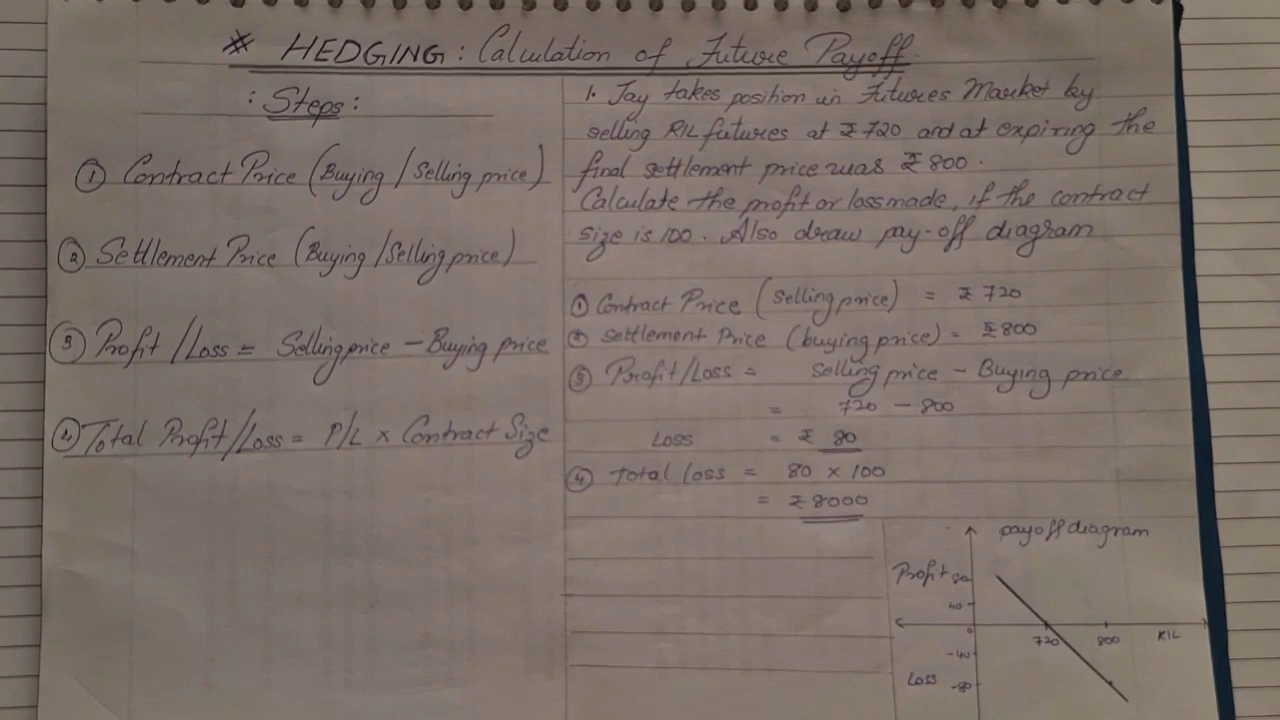 * HEDGING: Calculation of Future Payoff.
: Steps :
① Contract Price (Buying / Selling price)
② Settlement Price (Buying / Selling price)
③ Profit / Loss = Selling price – Buying price
④ Total Profit/Loss = P/L x Contract Size
1. Jay takes position in Futures Market by
selling RIL futures at ₹ 720 and at expiring the
final settlement price was ₹ 800.
Calculate the profit or loss made, if the contract
size is 100. Also draw pay-off diagram
① Contract Price (Selling price) = ₹ 720
② Settlement Price (buying price) = ₹ 800
③ Profit/Loss = Selling price – Buying price
= 720 – 800
Loss = ₹ 80
④ Total loss = 80 x 100
= ₹ 8000
payoff diagram
Profit 80
40
0
720 800 RIL
-40
Loss -80